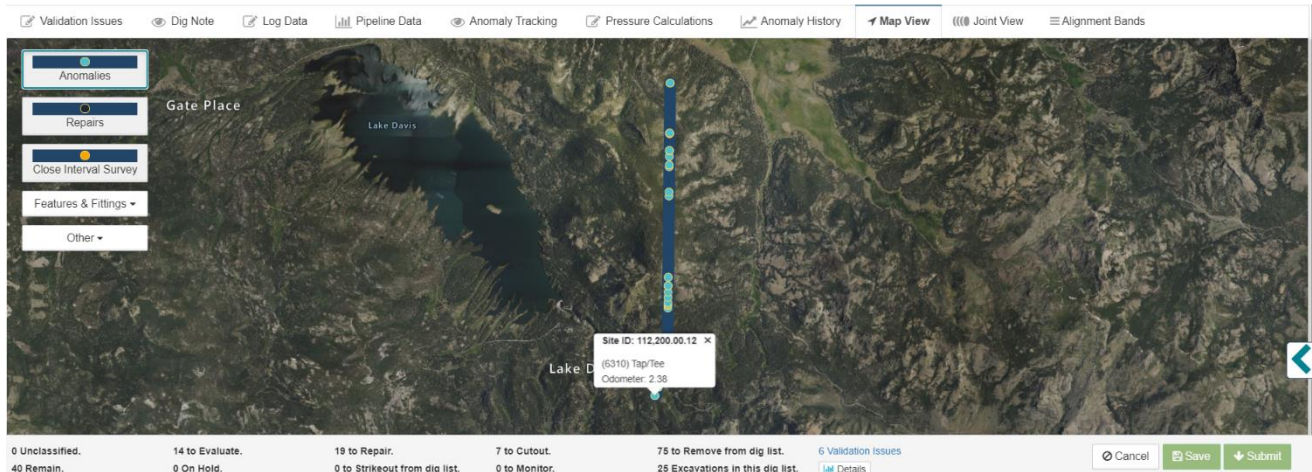 Validation Issues Dig Note Log Data Pipeline Data Anomaly Tracking Pressure Calculations Anomaly History Map View Joint View Alignment Bands
Anomalies
Repairs
Close Interval Survey
Features & Fittings
Other
Gate Place
Lake Davis
Lake D
Site ID: 112,200.00.12 ×
(6310) Tap/Tee
Odometer: 2.38
0 Unclassified. 14 to Evaluate. 19 to Repair. 7 to Cutout. 75 to Remove from dig list. 6 Validation Issues
40 Remain. 0 On Hold. 0 to Strikeout from dig list. 0 to Monitor. 25 Excavations in this dig list. Details
Cancel Save Submit